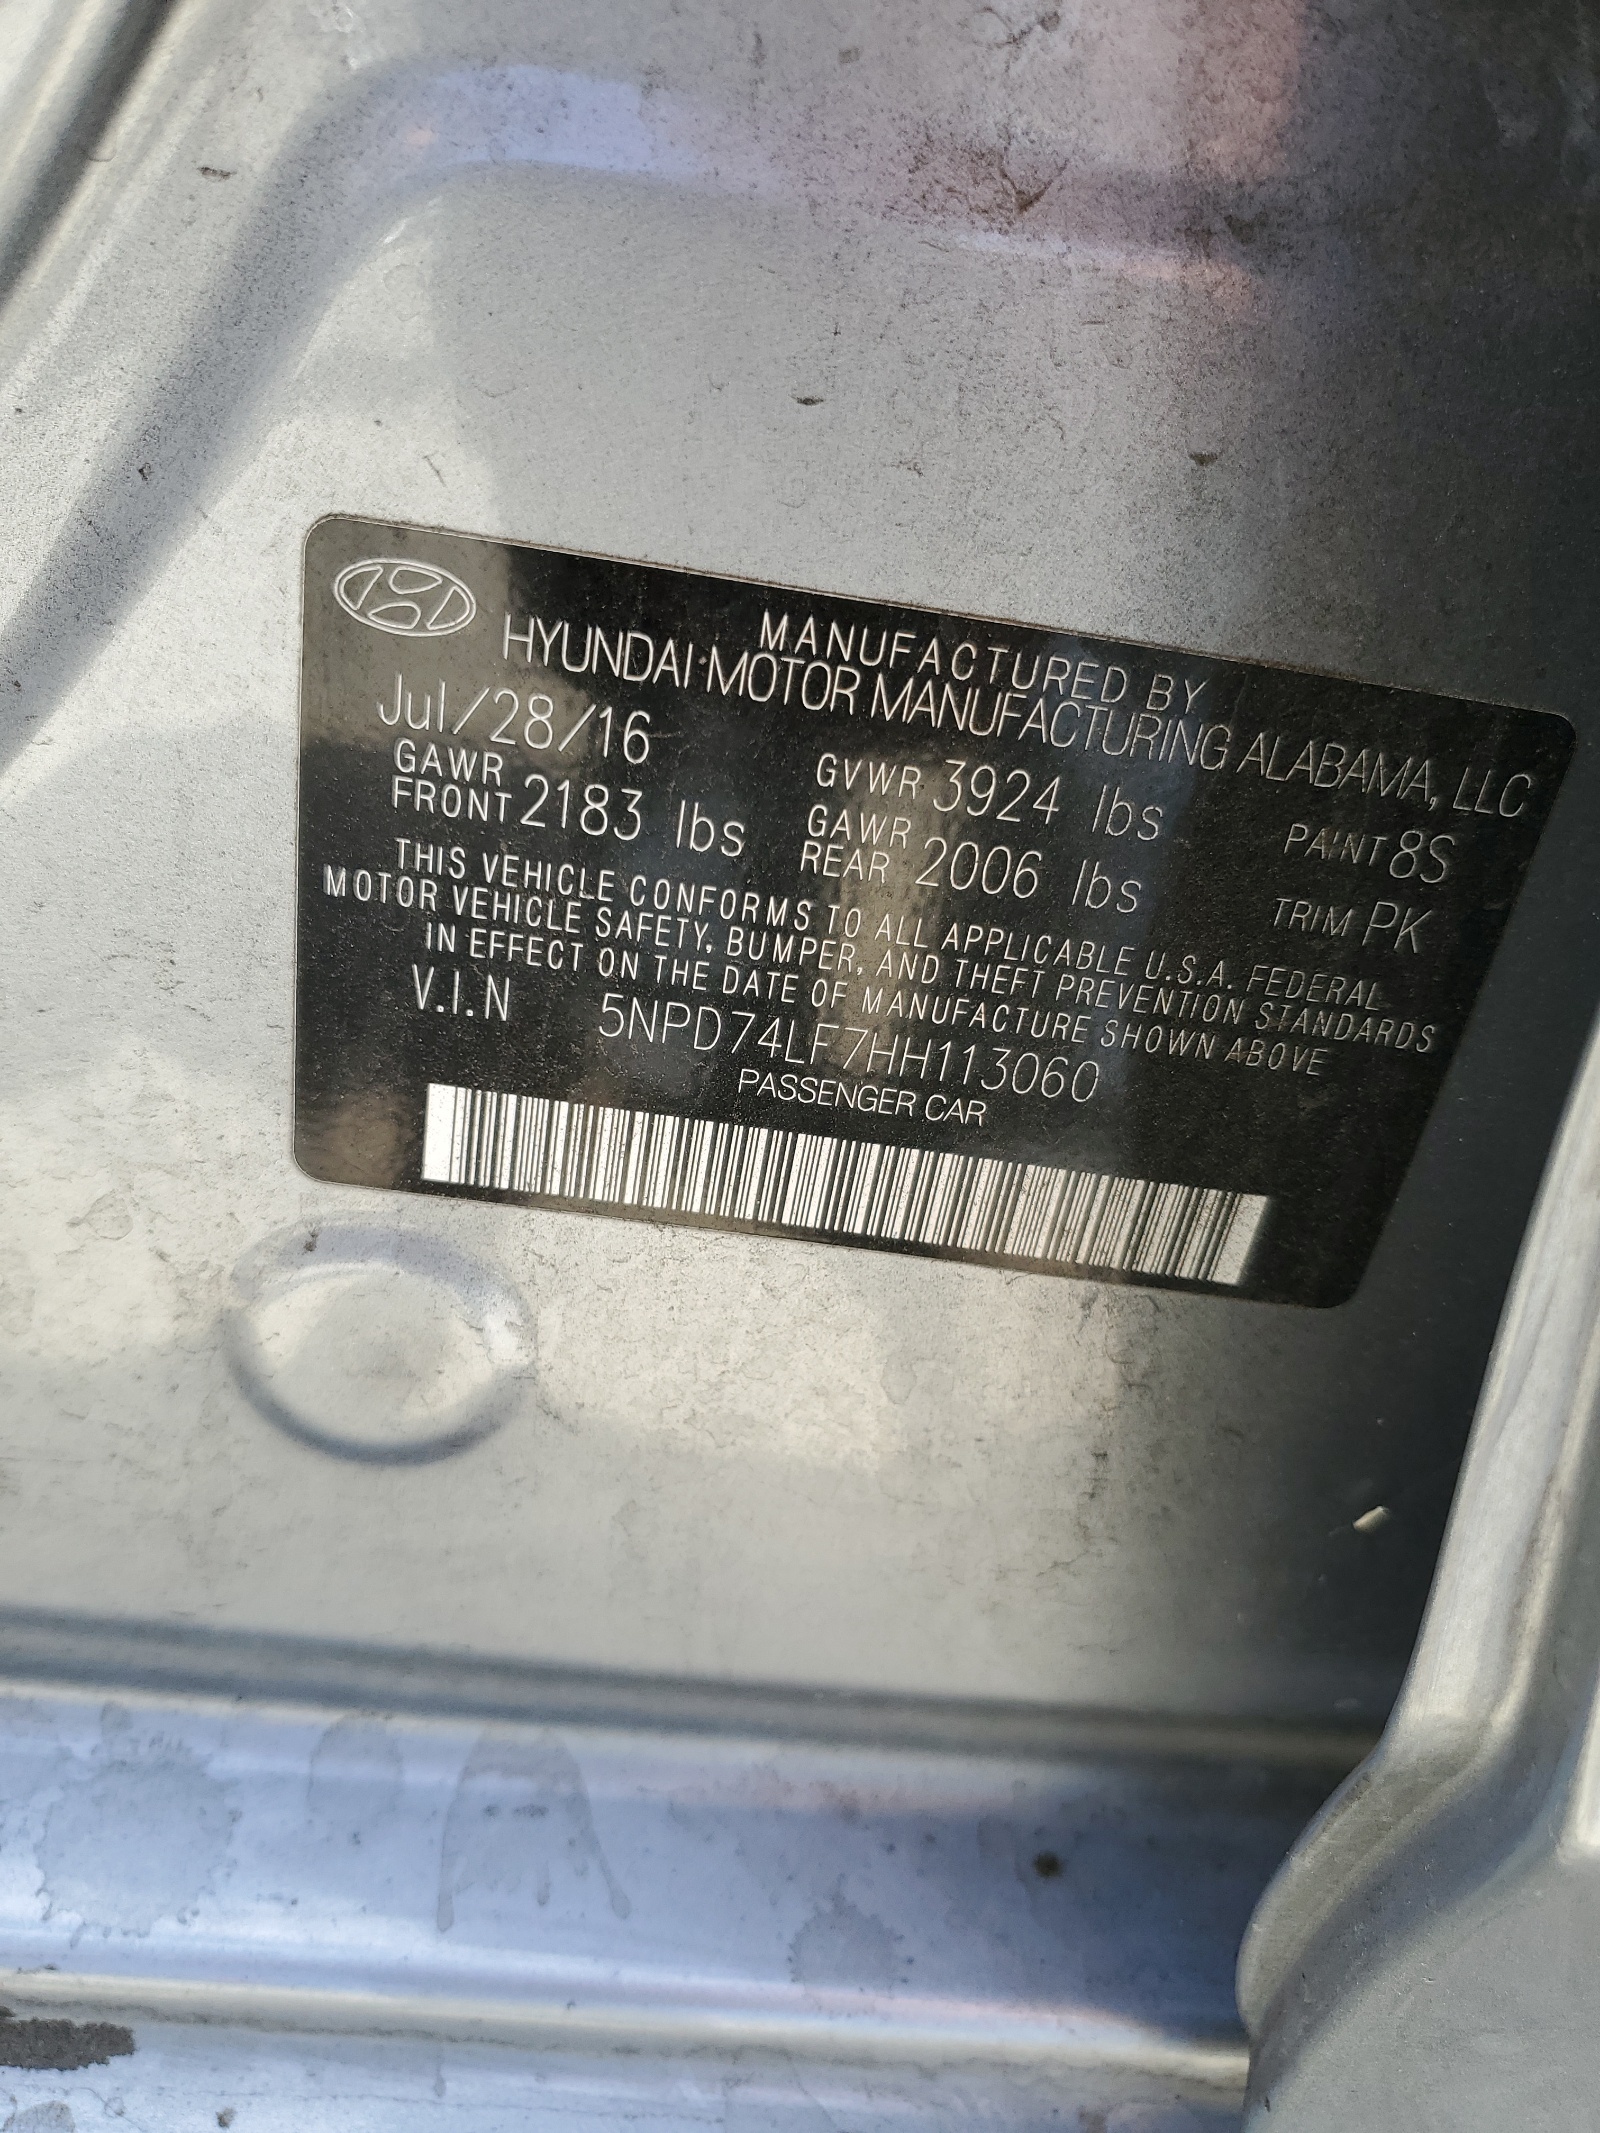 MANUFACTURED BY
HYUNDAI MOTOR MANUFACTURING ALABAMA, LLC
Jul/28/16 GVWR 3924 lbs PAINT 8S
GAWR FRONT 2183 lbs GAWR REAR 2006 lbs TRIM PK
THIS VEHICLE CONFORMS TO ALL APPLICABLE U.S.A. FEDERAL
MOTOR VEHICLE SAFETY, BUMPER, AND THEFT PREVENTION STANDARDS
IN EFFECT ON THE DATE OF MANUFACTURE SHOWN ABOVE
V.I.N 5NPD74LF7HH113060
PASSENGER CAR